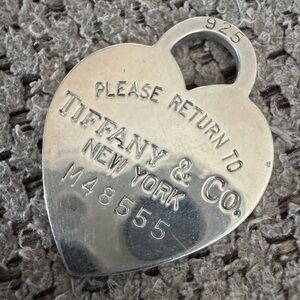 925
PLEASE RETURN TO
TIFFANY & CO.
NEW YORK
M48555